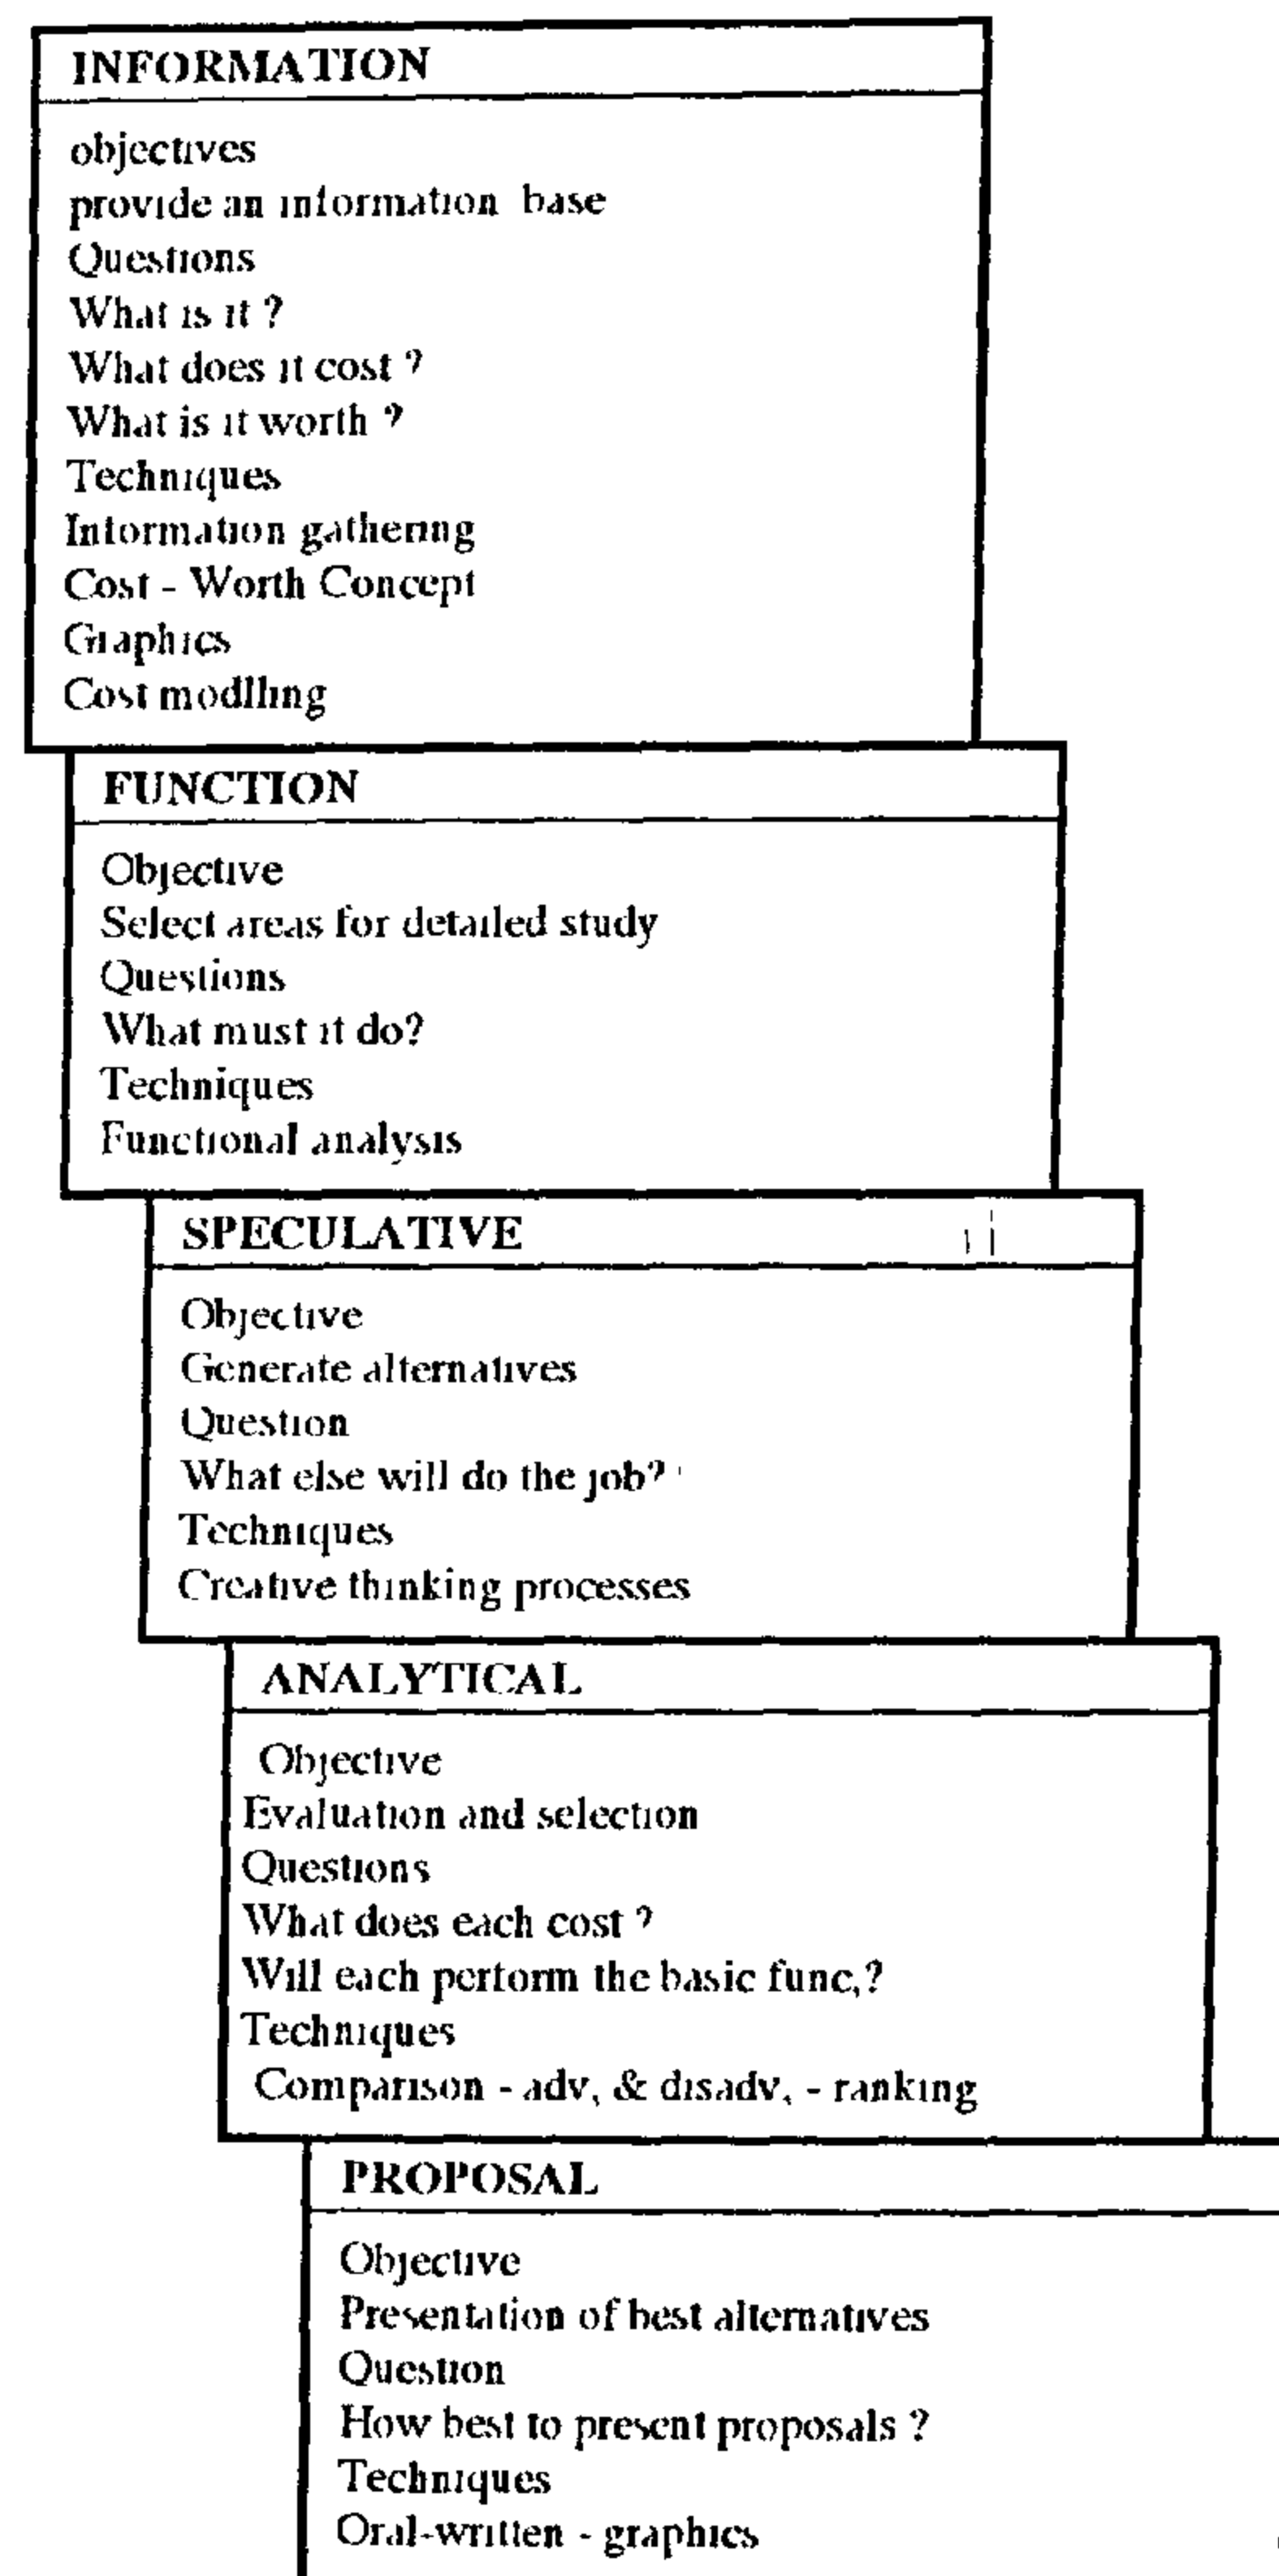 INFORMATION
objectives
provide an information base
Questions
What is it ?
What does it cost ?
What is it worth ?
Techniques
Information gathering
Cost - Worth Concept
Graphics
Cost modlling
FUNCTION
Objective
Select areas for detailed study
Questions
What must it do?
Techniques
Functional analysis
SPECULATIVE
Objective
Generate alternatives
Question
What else will do the job?
Techniques
Creative thinking processes
ANALYTICAL
Objective
Evaluation and selection
Questions
What does each cost ?
Will each perform the basic func,?
Techniques
Comparison - adv, & disadv, - ranking
PROPOSAL
Objective
Presentation of best alternatives
Question
How best to present proposals ?
Techniques
Oral-written - graphics